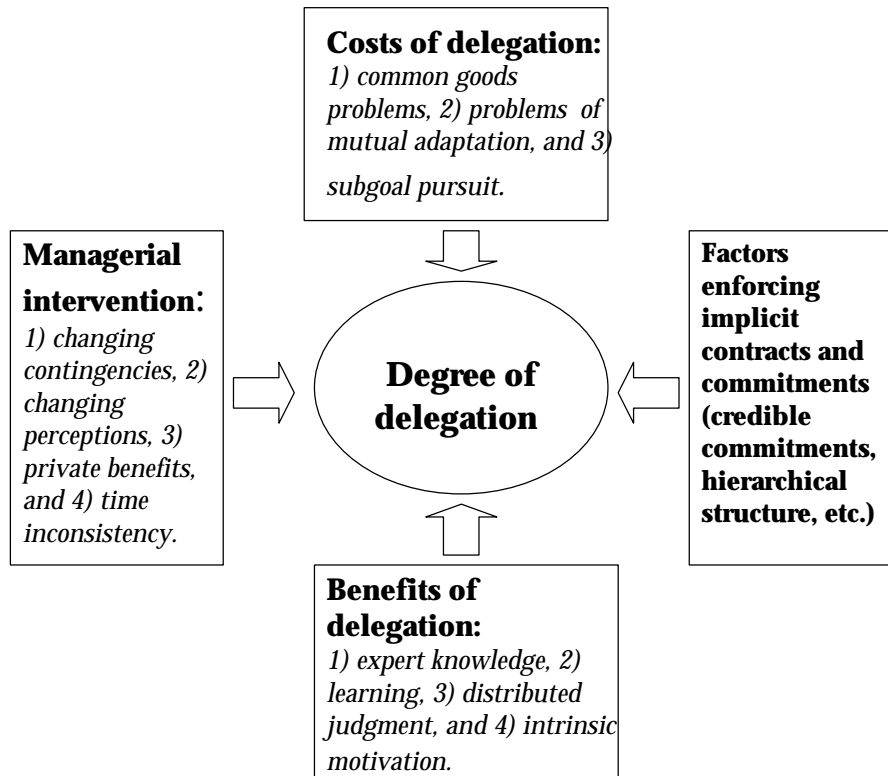 Costs of delegation:
1) common goods
problems, 2) problems of
mutual adaptation, and 3)
subgoal pursuit.
Managerial
intervention:
1) changing
contingencies, 2)
changing
perceptions, 3)
private benefits,
and 4) time
inconsistency.
Degree of
delegation
Factors
enforcing
implicit
contracts and
commitments
(credible
commitments,
hierarchical
structure, etc.)
Benefits of
delegation:
1) expert knowledge, 2)
learning, 3) distributed
judgment, and 4) intrinsic
motivation.